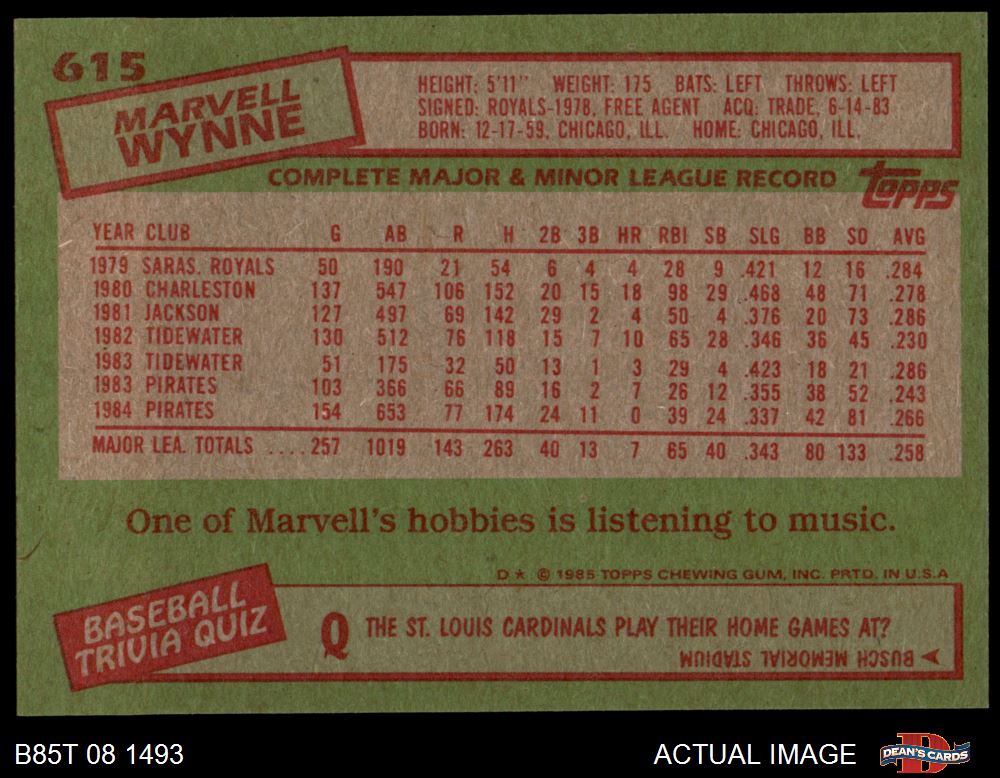 615
MARVELL
WYNNE
HEIGHT: 5'11" WEIGHT: 175 BATS: LEFT THROWS: LEFT
SIGNED: ROYALS-1978, FREE AGENT ACQ: TRADE, 6-14-83
BORN: 12-17-59, CHICAGO, ILL. HOME: CHICAGO, ILL.
COMPLETE MAJOR & MINOR LEAGUE RECORD
TOPPS
YEAR CLUB G AB R H 2B 3B HR RBI SB SLG BB SO AVG
1979 SARAS. ROYALS 50 190 21 54 6 4 4 28 9 .421 12 16 .284
1980 CHARLESTON 137 547 106 152 20 15 18 98 29 .468 48 71 .278
1981 JACKSON 127 497 69 142 29 2 4 50 4 .376 20 73 .286
1982 TIDEWATER 130 512 76 118 15 7 10 65 28 .346 36 45 .230
1983 TIDEWATER 51 175 32 50 13 1 3 29 4 .423 18 21 .286
1983 PIRATES 103 366 66 89 16 2 7 26 12 .355 38 52 .243
1984 PIRATES 154 653 77 174 24 11 0 39 24 .337 42 81 .266
MAJOR LEA. TOTALS ....257 1019 143 263 40 13 7 65 40 .343 80 133 .258
One of Marvell's hobbies is listening to music.
D* © 1985 TOPPS CHEWING GUM, INC. PRTD. IN U.S.A
BASEBALL
TRIVIA QUIZ
Q THE ST. LOUIS CARDINALS PLAY THEIR HOME GAMES AT?
BUSCH MEMORIAL STADIUM
B85T 08 1493
ACTUAL IMAGE
DEAN'S CARDS